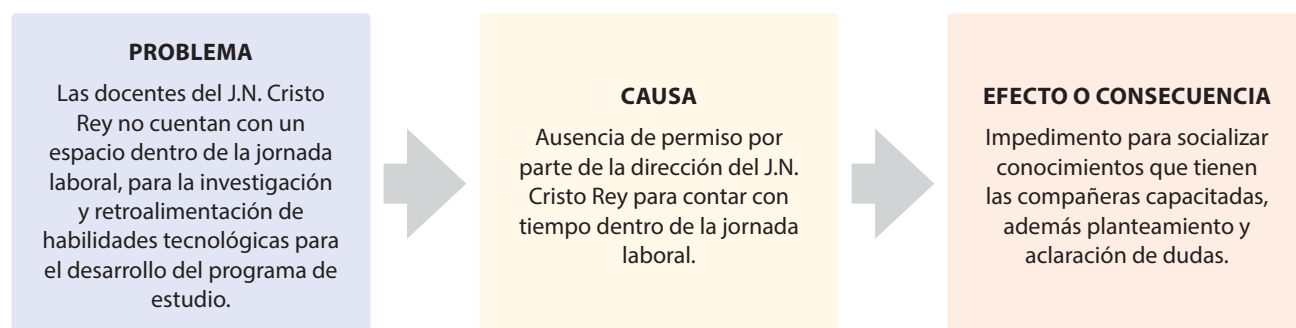 PROBLEMA
Las docentes del J.N. Cristo
Rey no cuentan con un
espacio dentro de la jornada
laboral, para la investigación
y retroalimentación de
habilidades tecnológicas para
el desarrollo del programa de
estudio.
CAUSA
Ausencia de permiso por
parte de la dirección del J.N.
Cristo Rey para contar con
tiempo dentro de la jornada
laboral.
EFECTO O CONSECUENCIA
Impedimento para socializar
conocimientos que tienen
las compañeras capacitadas,
además planteamiento y
aclaración de dudas.